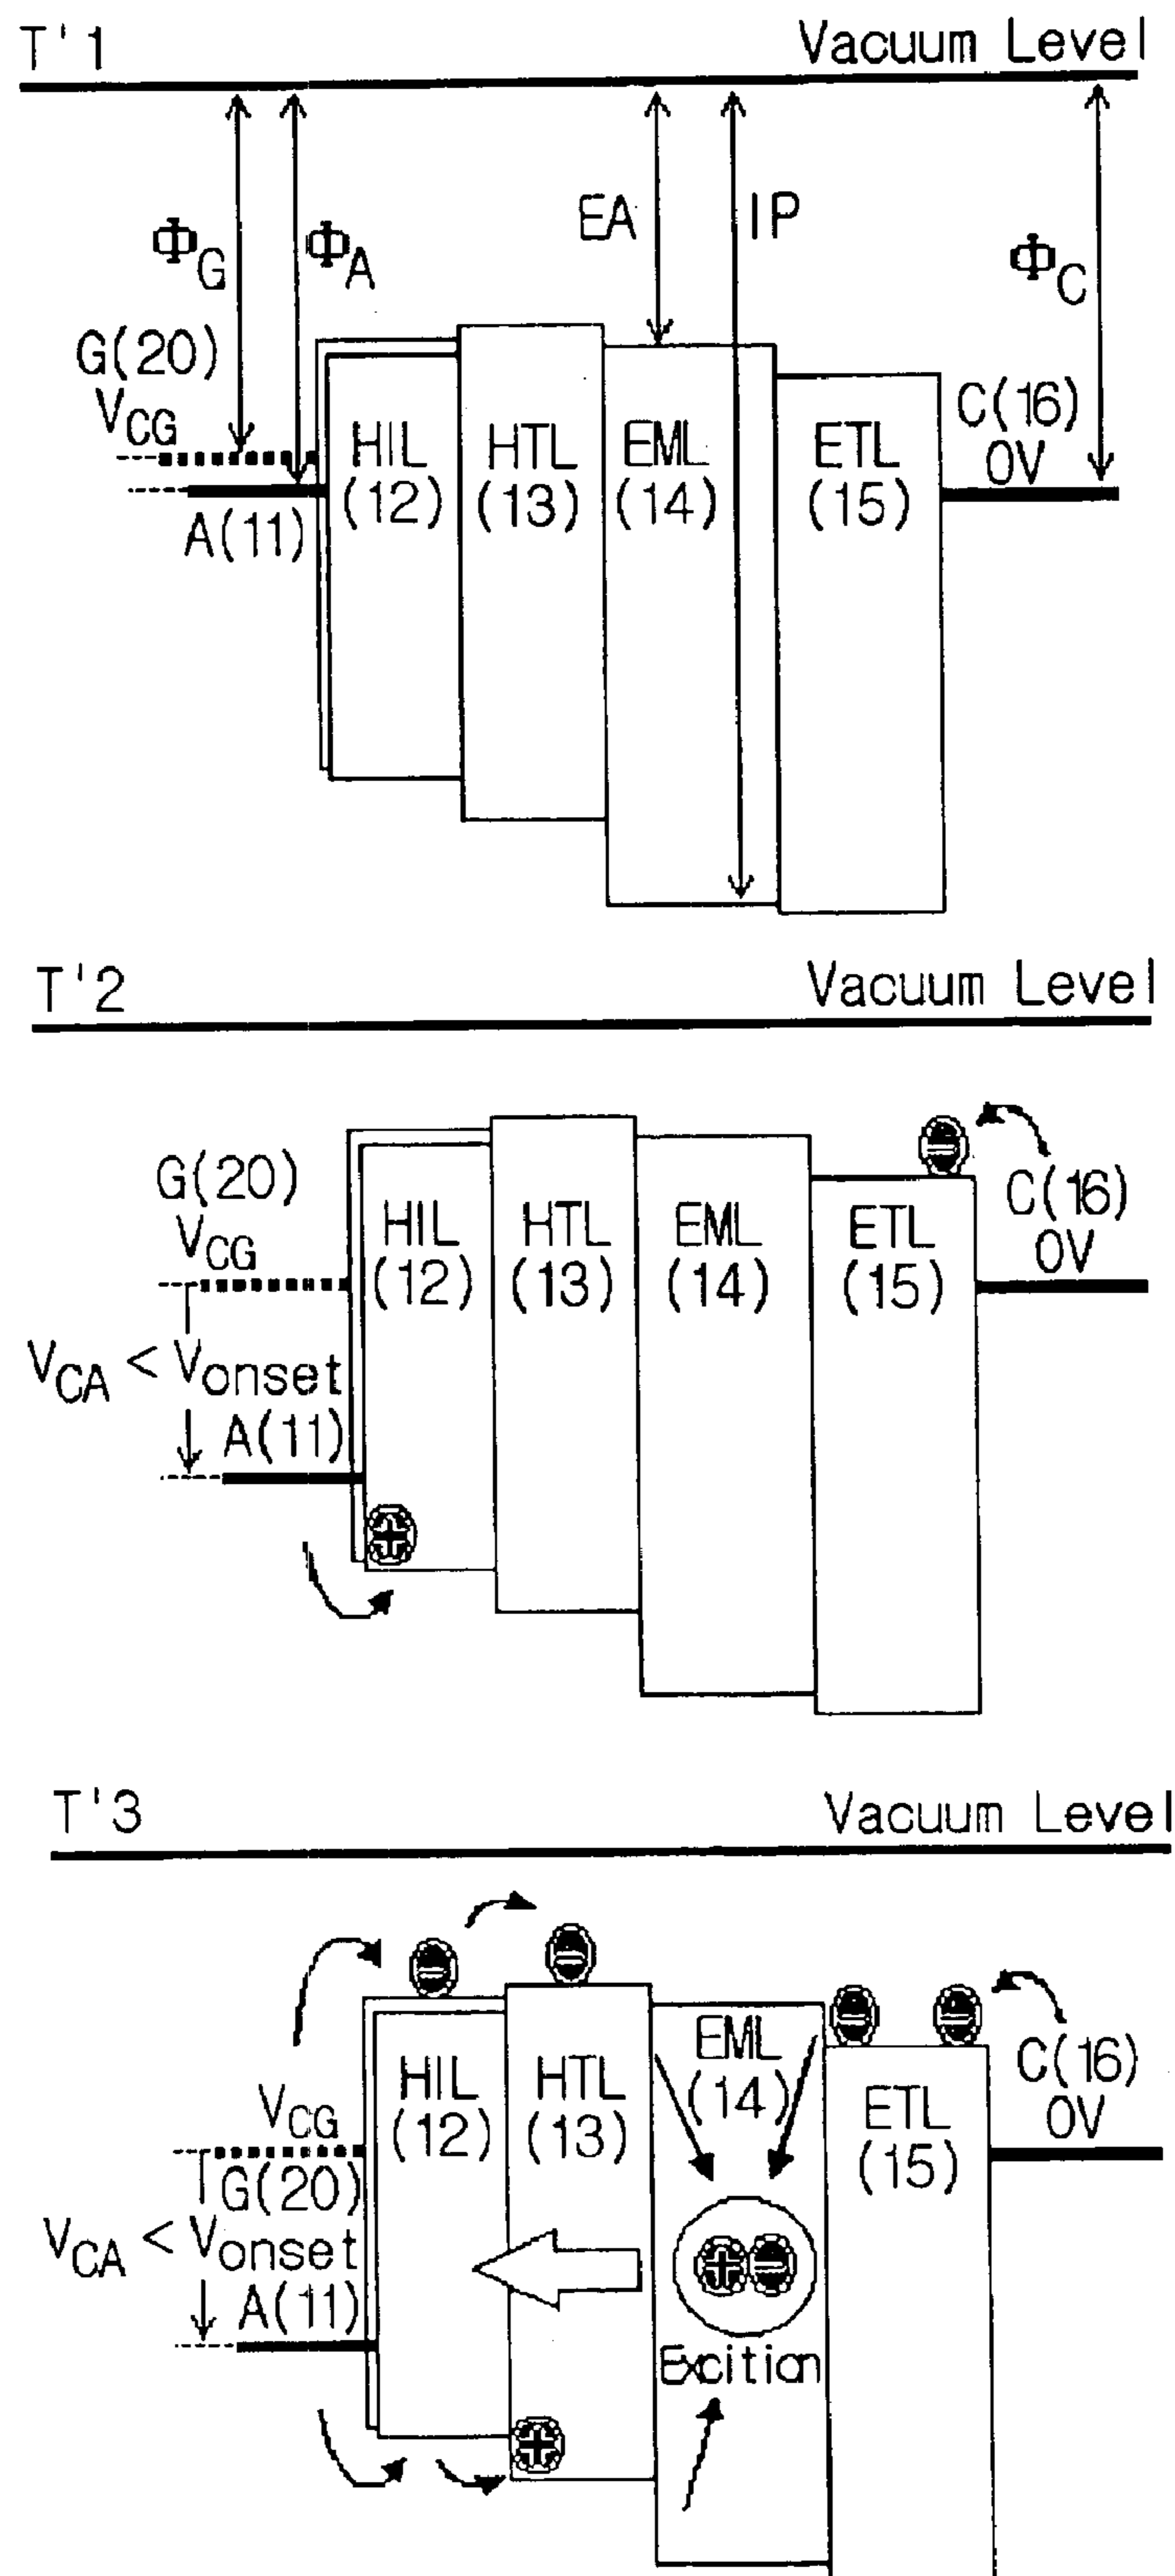 T'1 Vacuum Level
Φ_G Φ_A EA IP Φ_C
G(20)
V_CG
A(11)
HIL
(12)
HTL
(13)
EML
(14)
ETL
(15)
C(16)
0V
T'2 Vacuum Level
G(20)
V_CG
V_CA < V_onset
A(11)
HIL
(12)
HTL
(13)
EML
(14)
ETL
(15)
C(16)
0V
T'3 Vacuum Level
V_CG
G(20)
V_CA < V_onset
A(11)
HIL
(12)
HTL
(13)
EML
(14)
Excition
ETL
(15)
C(16)
0V